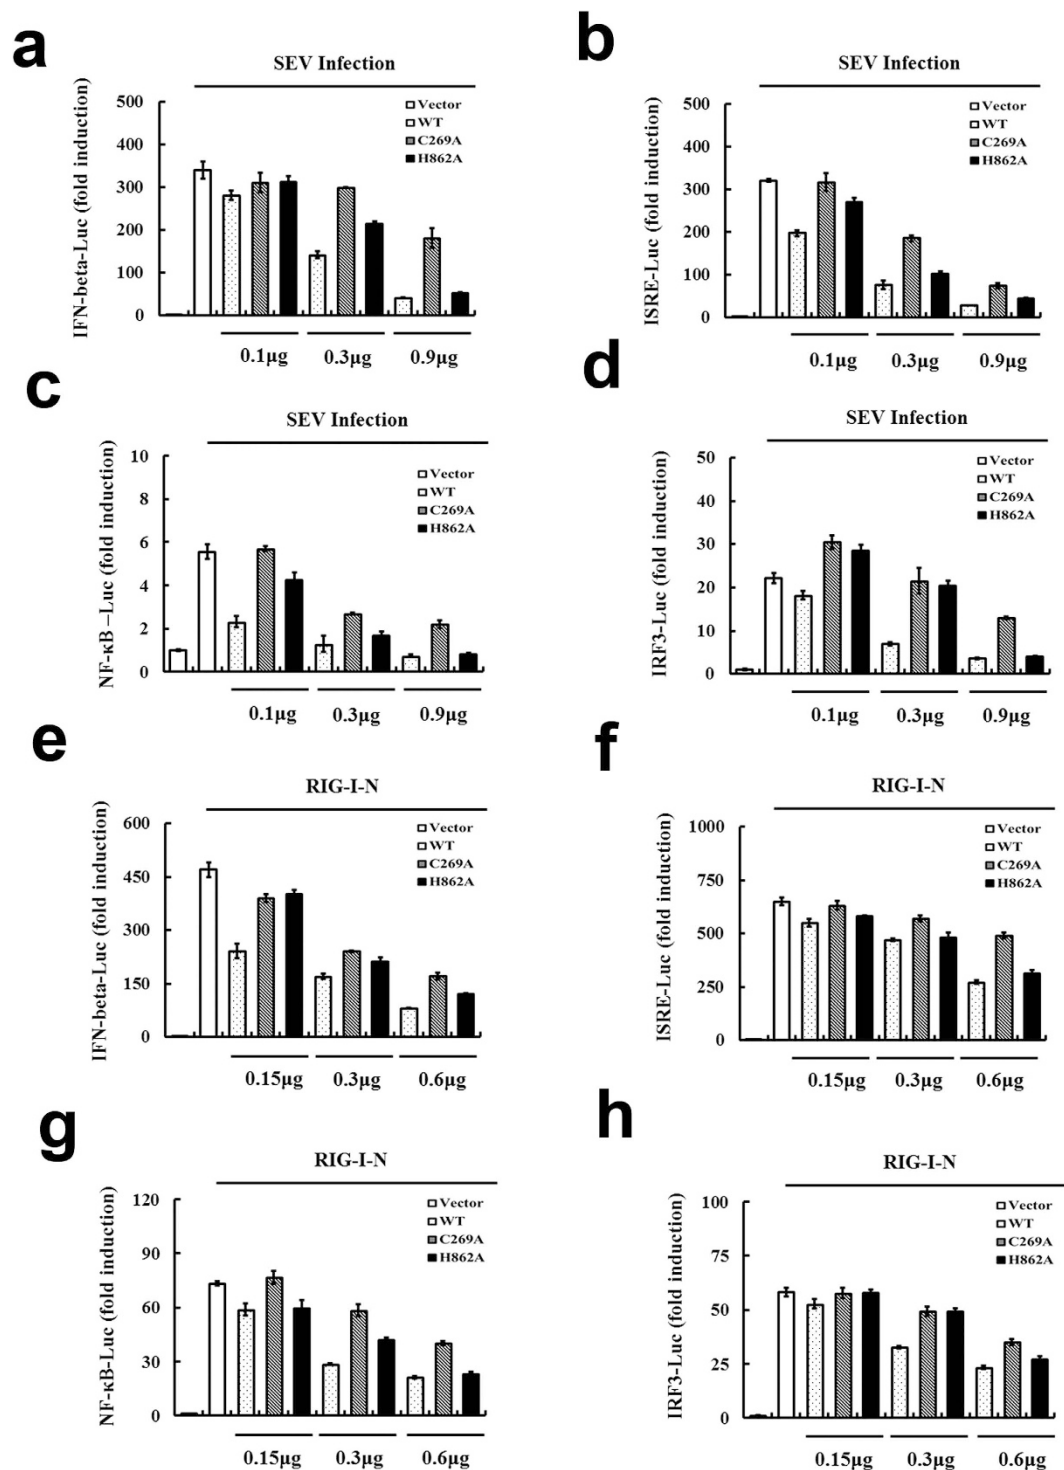 a
SEV Infection
IFN-beta-Luc (fold induction)
500
400
300
200
100
0
Vector
WT
C269A
H862A
0.1μg
0.3μg
0.9μg
b
SEV Infection
ISRE-Luc (fold induction)
500
400
300
200
100
0
Vector
WT
C269A
H862A
0.1μg
0.3μg
0.9μg
c
SEV Infection
NF-κB –Luc (fold induction)
10
8
6
4
2
0
Vector
WT
C269A
H862A
0.1μg
0.3μg
0.9μg
d
SEV Infection
IRF3-Luc (fold induction)
50
40
30
20
10
0
Vector
WT
C269A
H862A
0.1μg
0.3μg
0.9μg
e
RIG-I-N
IFN-beta-Luc (fold induction)
600
450
300
150
0
Vector
WT
C269A
H862A
0.15μg
0.3μg
0.6μg
f
RIG-I-N
ISRE-Luc (fold induction)
1000
750
500
250
0
Vector
WT
C269A
H862A
0.15μg
0.3μg
0.6μg
g
RIG-I-N
NF-κB-Luc (fold induction)
120
90
60
30
0
Vector
WT
C269A
H862A
0.15μg
0.3μg
0.6μg
h
RIG-I-N
IRF3-Luc (fold induction)
100
75
50
25
0
Vector
WT
C269A
H862A
0.15μg
0.3μg
0.6μg